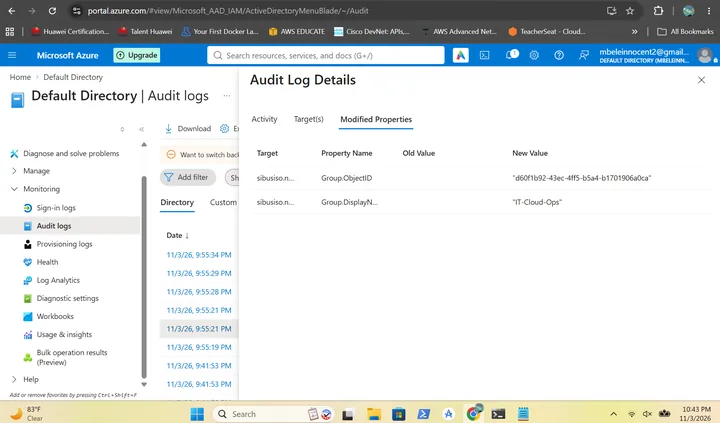 portal.azure.com/#view/Microsoft_AAD_IAM/ActiveDirectoryMenuBlade/~/Audit
Huawei Certification... Talent Huawei Your First Docker La... AWS EDUCATE Cisco DevNet: APIs,... AWS Advanced Net... TeacherSeat - Cloud... All Bookmarks
Microsoft Azure Upgrade Search resources, services, and docs (G+/) 1 mbeleinnocent2@gmail...
DEFAULT DIRECTORY (MBELEINN...
Home > Default Directory
Default Directory | Audit logs ...
Download
Want to switch back
Add filter
Directory Custom
Date ↓
11/3/26, 9:55:34 PM
11/3/26, 9:55:29 PM
11/3/26, 9:55:28 PM
11/3/26, 9:55:21 PM
11/3/26, 9:55:21 PM
11/3/26, 9:55:19 PM
11/3/26, 9:41:53 PM
11/3/26, 9:41:53 PM
Diagnose and solve problems
Manage
Monitoring
Sign-in logs
Audit logs
Provisioning logs
Health
Log Analytics
Diagnostic settings
Workbooks
Usage & insights
Bulk operation results
(Preview)
Help
Add or remove favorites by pressing Ctrl+Shift+F
Audit Log Details
Activity Target(s) Modified Properties
Target Property Name Old Value New Value
sibusiso.n... Group.ObjectID "d60f1b92-43ec-4ff5-b5a4-b1701906a0ca"
sibusiso.n... Group.DisplayN... "IT-Cloud-Ops"
83°F
Clear
Search
10:43 PM
11/3/2026